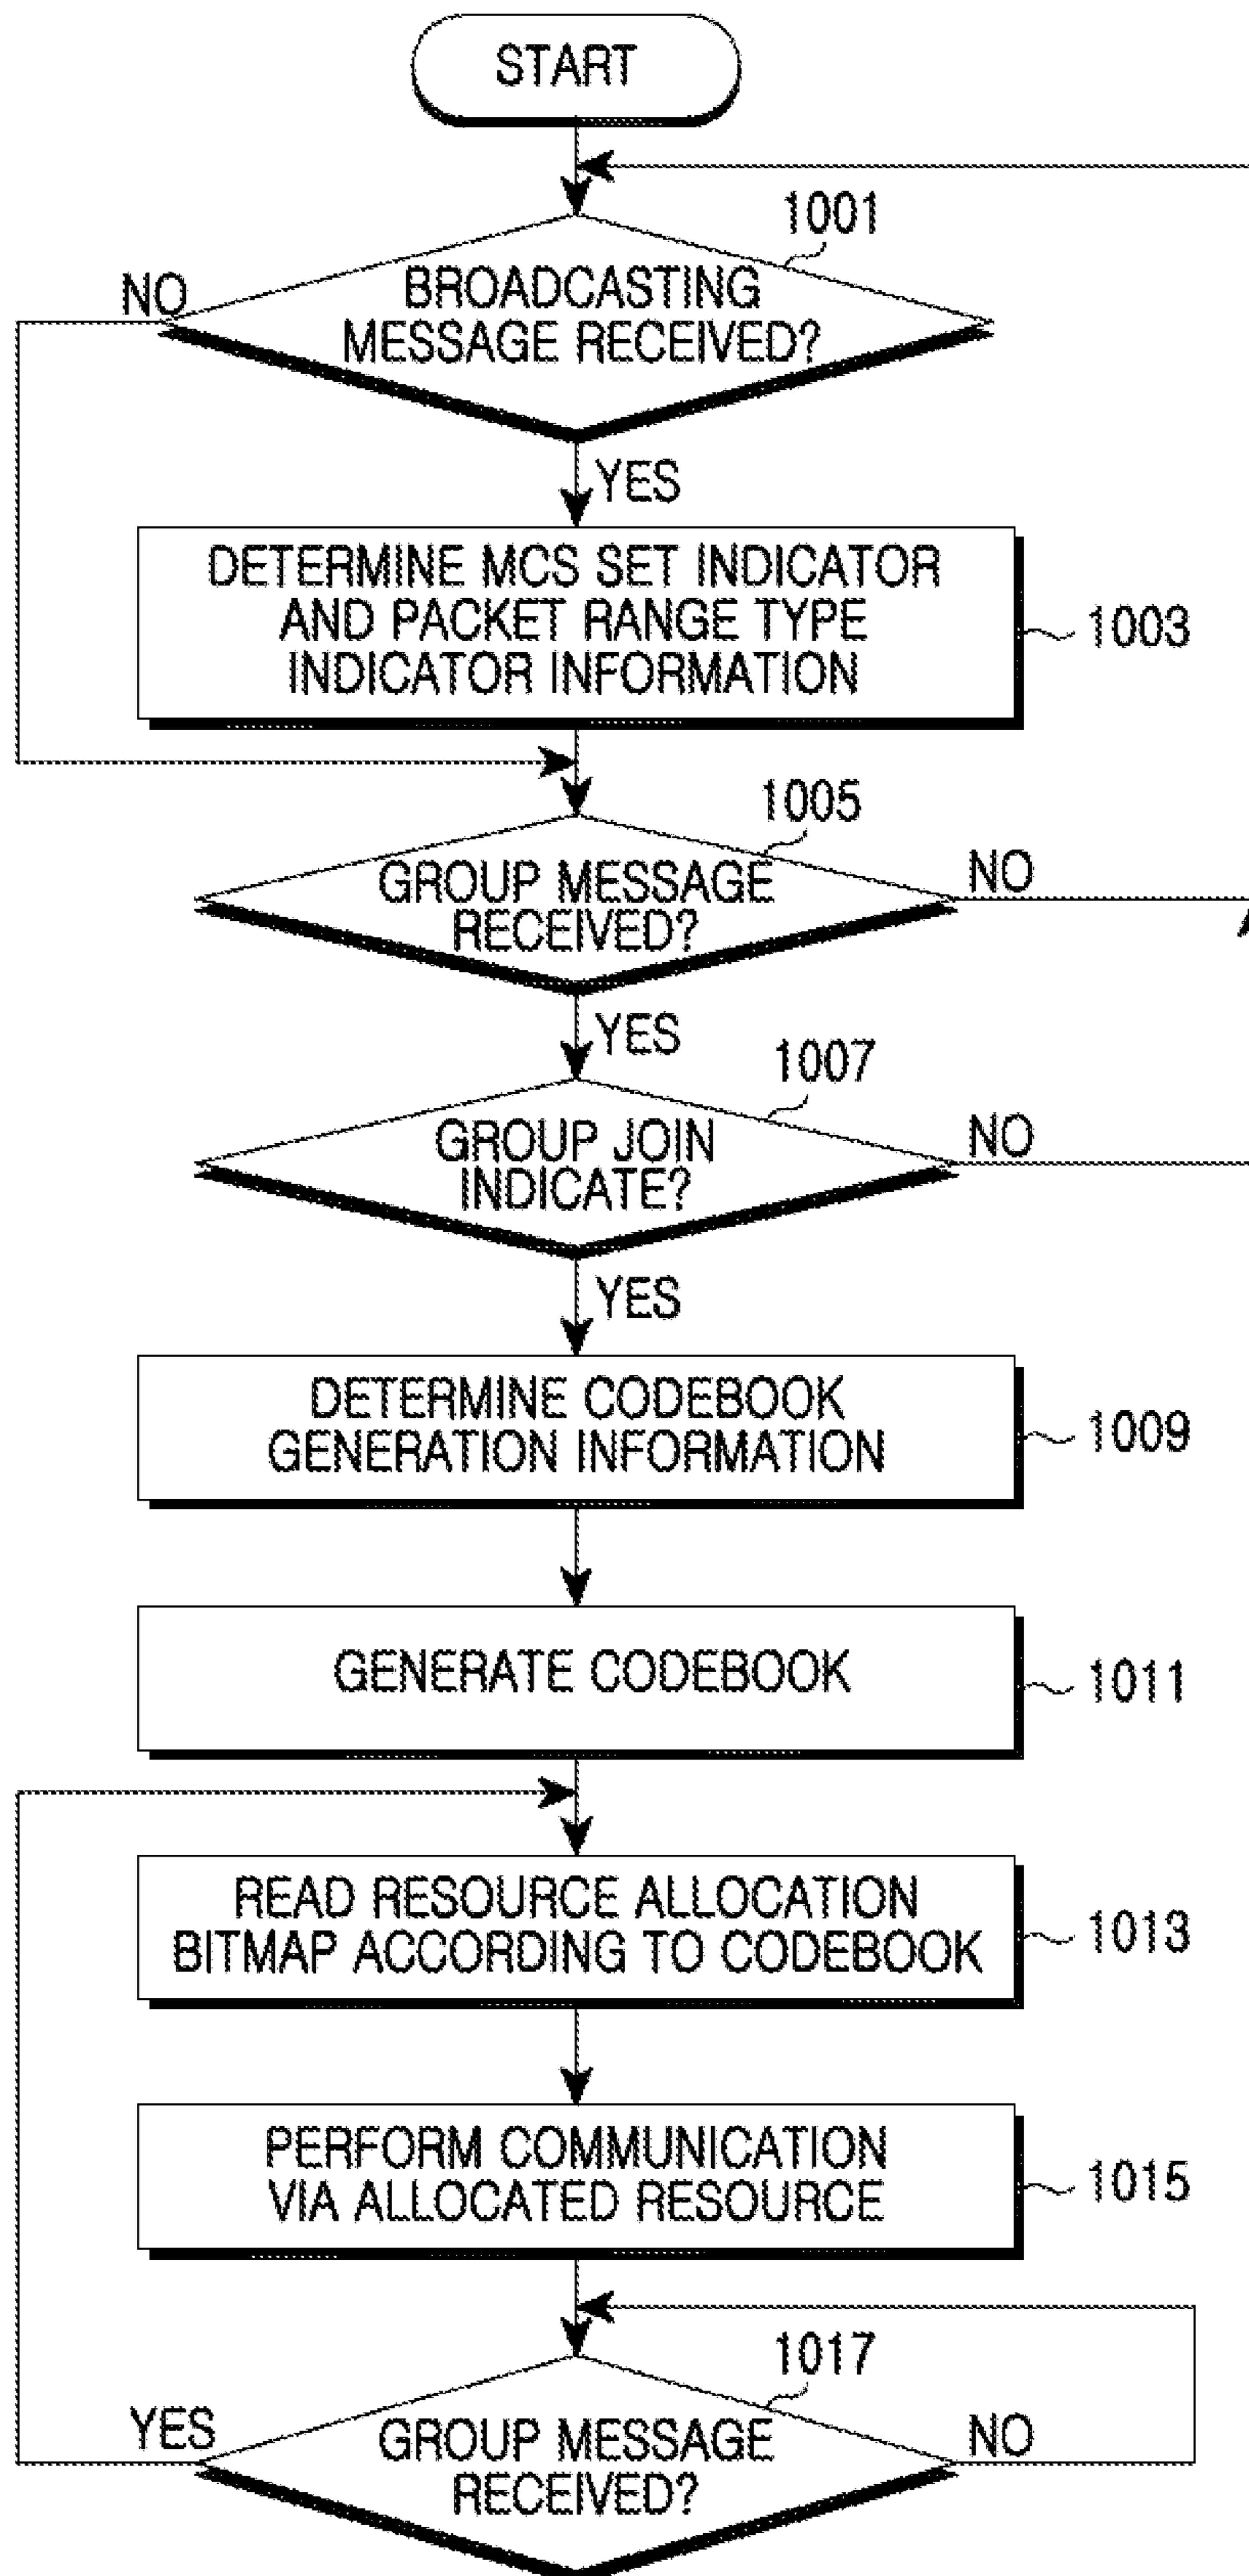 START
1001
NO
BROADCASTING
MESSAGE RECEIVED?
YES
DETERMINE MCS SET INDICATOR
AND PACKET RANGE TYPE
INDICATOR INFORMATION
1003
1005
GROUP MESSAGE
RECEIVED?
NO
YES
1007
GROUP JOIN
INDICATE?
NO
YES
DETERMINE CODEBOOK
GENERATION INFORMATION
1009
GENERATE CODEBOOK
1011
READ RESOURCE ALLOCATION
BITMAP ACCORDING TO CODEBOOK
1013
PERFORM COMMUNICATION
VIA ALLOCATED RESOURCE
1015
1017
YES
GROUP MESSAGE
RECEIVED?
NO